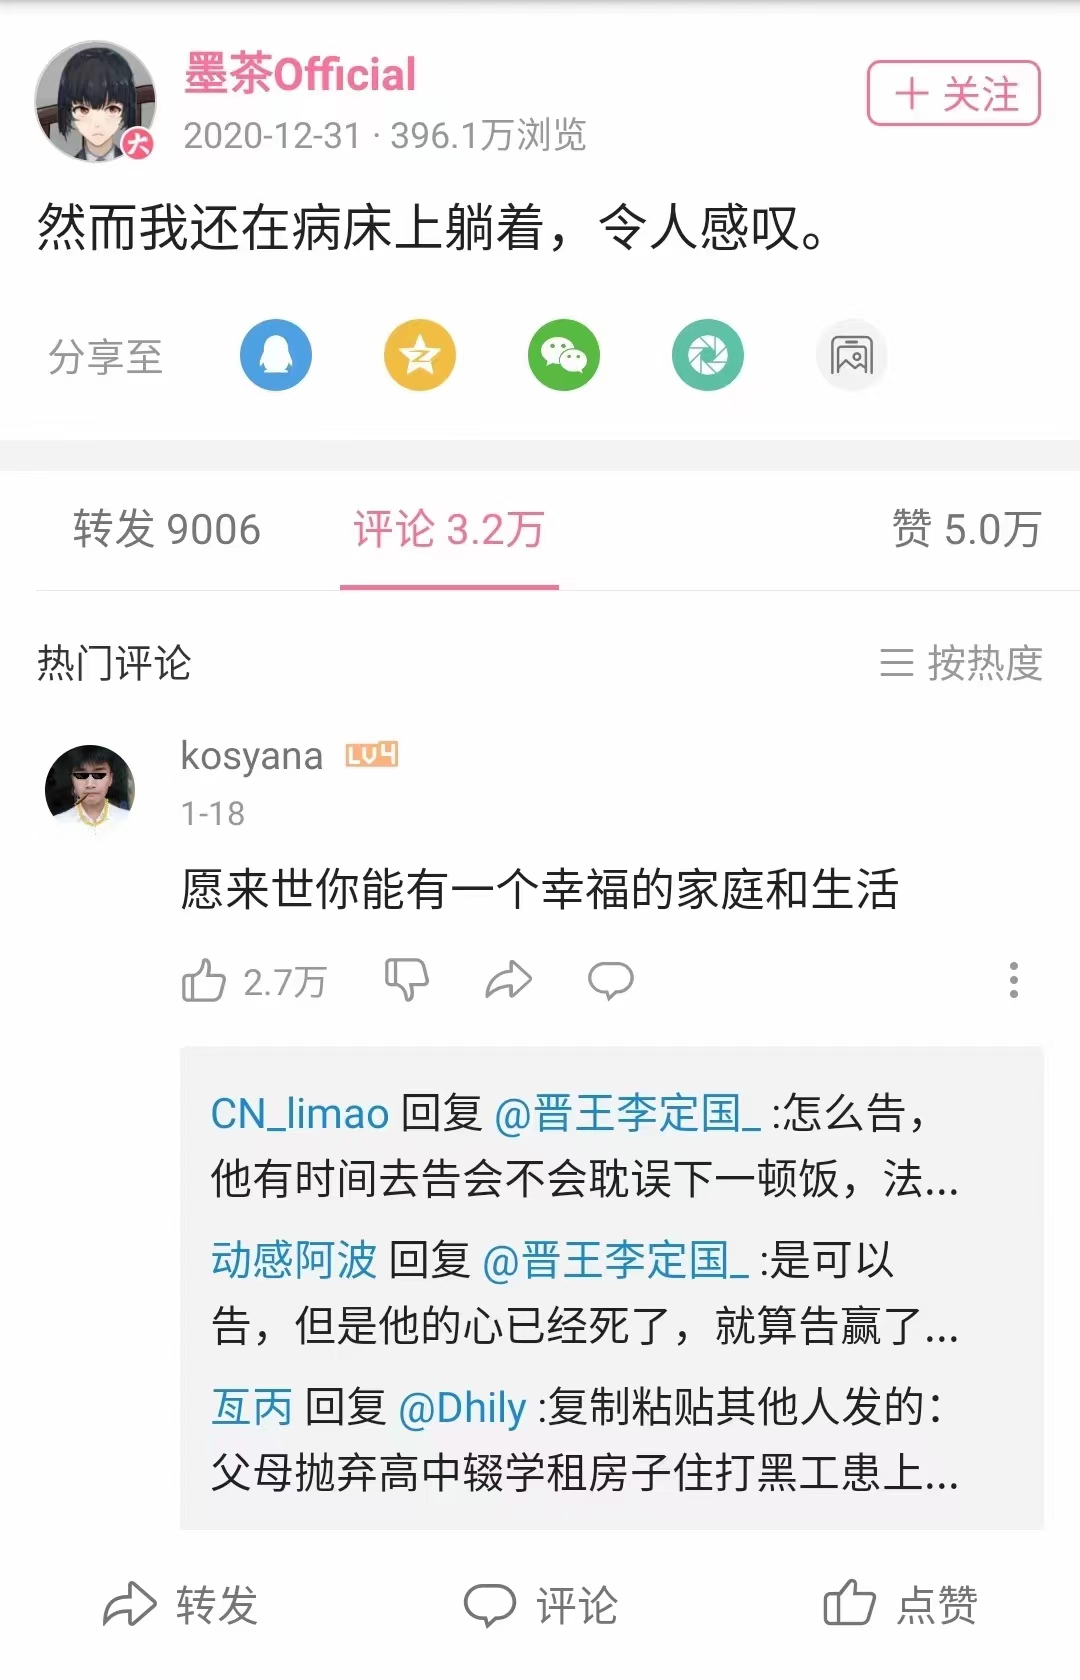 墨茶Official
大
+ 关注
2020-12-31 · 396.1万浏览
然而我还在病床上躺着，令人感叹。
分享至
转发 9006
评论 3.2万
赞 5.0万
热门评论
按热度
kosyana LV4
1-18
愿来世你能有一个幸福的家庭和生活
2.7万
CN_limao 回复 @晋王李定国_ :怎么告，
他有时间去告会不会耽误下一顿饭，法...
动感阿波 回复 @晋王李定国_ :是可以
告，但是他的心已经死了，就算告赢了...
亙丙 回复 @Dhily :复制粘贴其他人发的：
父母抛弃高中辍学租房子住打黑工患上...
转发
评论
点赞